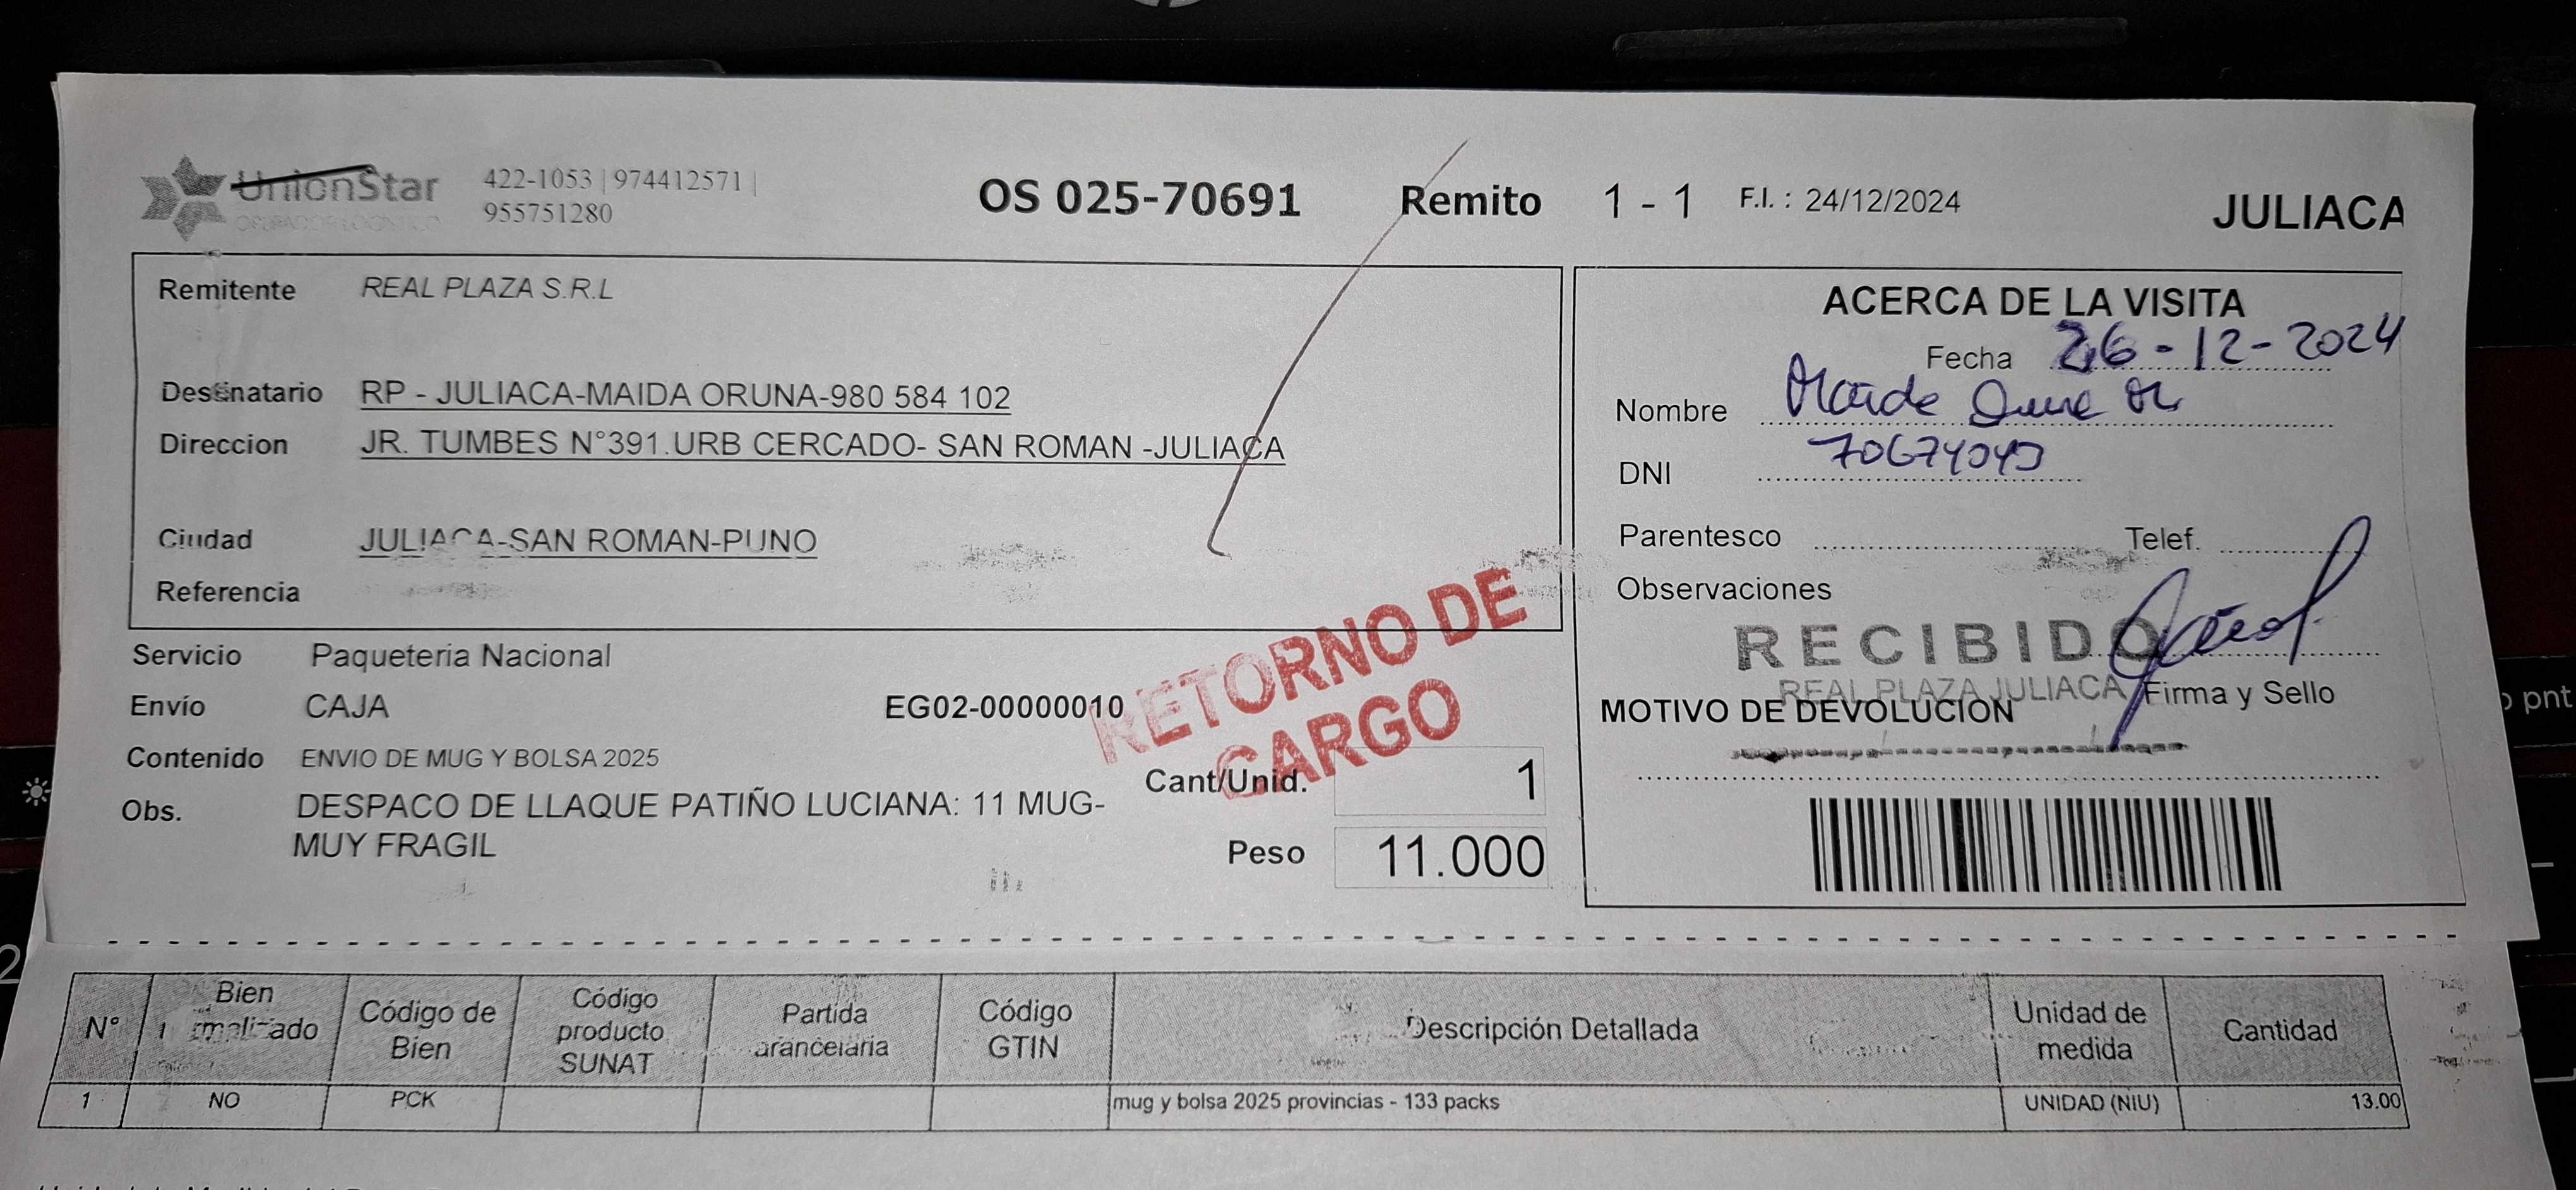 UnionStar
OPERADOR LOGISTICO
422-1053 | 974412571 |
955751280
OS 025-70691 Remito 1 - 1 F.I. : 24/12/2024
JULIACA
Remitente REAL PLAZA S.R.L
Destinatario RP - JULIACA-MAIDA ORUNA-980 584 102
Direccion JR. TUMBES N°391.URB CERCADO- SAN ROMAN -JULIACA
Ciudad JULIACA-SAN ROMAN-PUNO
Referencia
Servicio Paqueteria Nacional
Envío CAJA EG02-00000010
Contenido ENVIO DE MUG Y BOLSA 2025
Obs. DESPACO DE LLAQUE PATIÑO LUCIANA: 11 MUG-
MUY FRAGIL
RETORNO DE
CARGO
Cant/Unid. 1
Peso 11.000
ACERCA DE LA VISITA
Fecha 26-12-2024
Nombre
DNI
Parentesco Telef.
Observaciones
RECIBIDO
REAL PLAZA JULIACA
Firma y Sello
MOTIVO DE DEVOLUCION
N° Bien Código de Bien Código producto SUNAT Partida arancelaria Código GTIN Descripción Detallada Unidad de medida Cantidad
1 NO PCK mug y bolsa 2025 provincias - 133 packs UNIDAD (NIU) 13.00